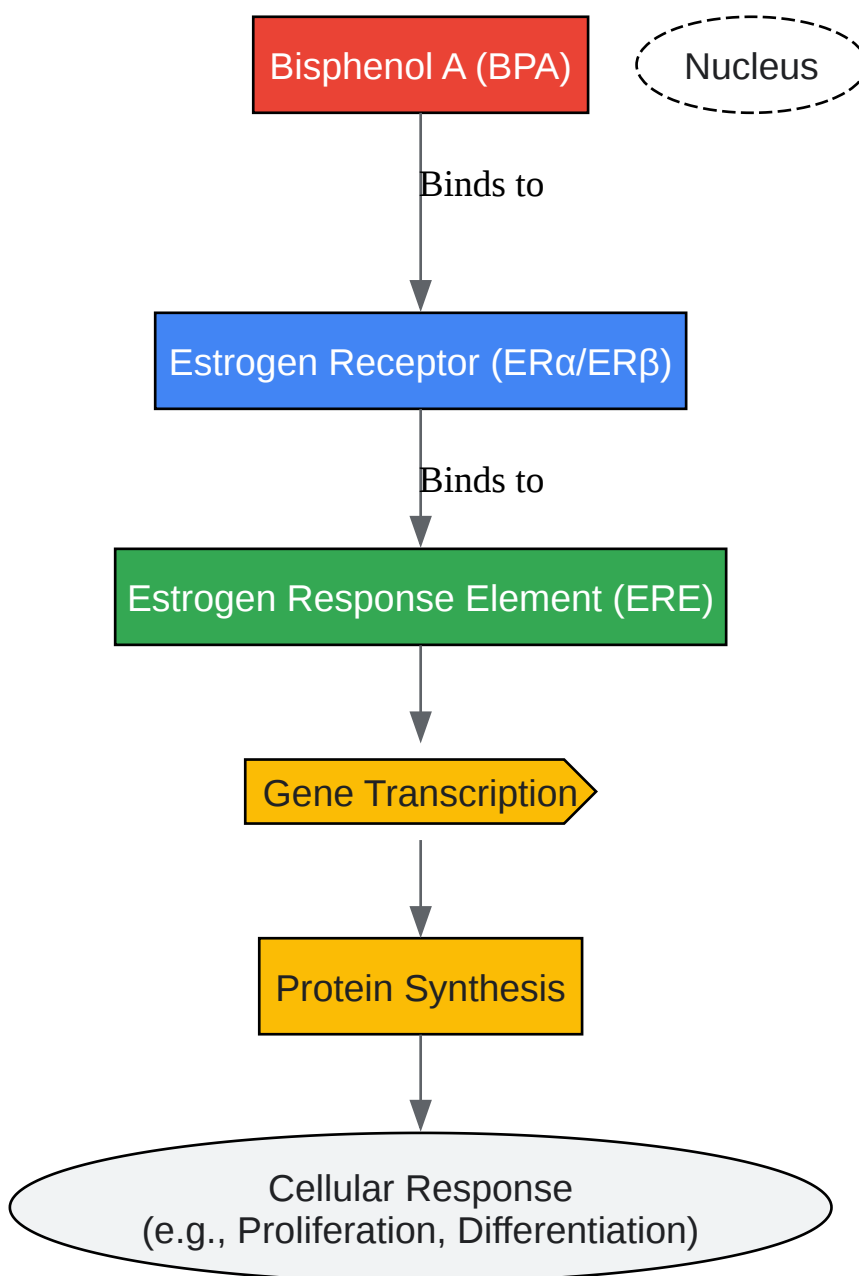 Bisphenol A (BPA)
Nucleus
Binds to
Estrogen Receptor (ERα/ERβ)
Binds to
Estrogen Response Element (ERE)
Gene Transcription
Protein Synthesis
Cellular Response
(e.g., Proliferation, Differentiation)